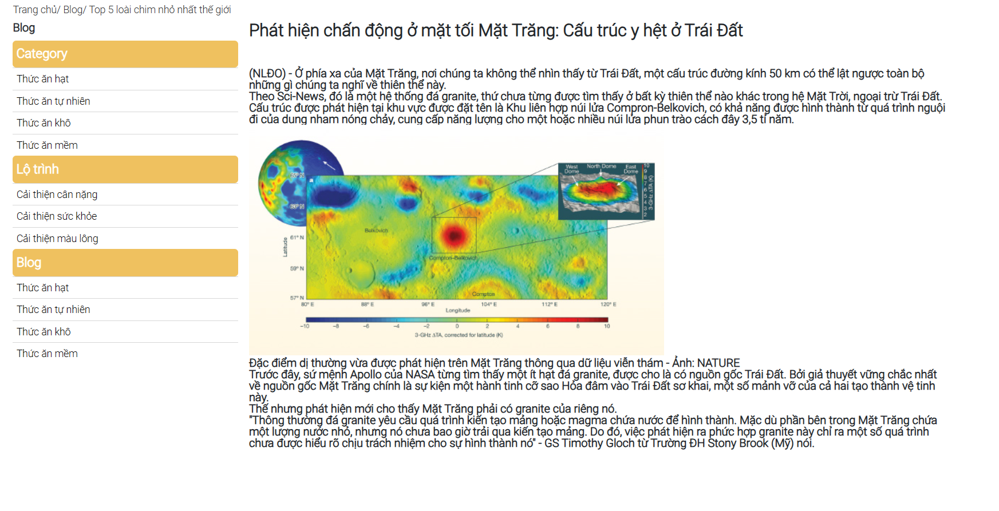 Trang chủ/ Blog/ Top 5 loài chim nhỏ nhất thế giới
Blog
Category
Thức ăn hạt
Thức ăn tự nhiên
Thức ăn khô
Thức ăn mềm
Lộ trình
Cải thiện cân nặng
Cải thiện sức khỏe
Cải thiện màu lông
Blog
Thức ăn hạt
Thức ăn tự nhiên
Thức ăn khô
Thức ăn mềm
Phát hiện chấn động ở mặt tối Mặt Trăng: Cấu trúc y hệt ở Trái Đất
(NLĐO) - Ở phía xa của Mặt Trăng, nơi chúng ta không thể nhìn thấy từ Trái Đất, một cấu trúc đường kính 50 km có thể lật ngược toàn bộ
những gì chúng ta nghĩ về thiên thể này.
Theo Sci-News, đó là một hệ thống đá granite, thứ chưa từng được tìm thấy ở bất kỳ thiên thể nào khác trong hệ Mặt Trời, ngoại trừ Trái Đất.
Cấu trúc được phát hiện tại khu vực được đặt tên là Khu liên hợp núi lửa Compron-Belkovich, có khả năng được hình thành từ quá trình nguội
đi của dung nham nóng chảy, cung cấp năng lượng cho một hoặc nhiều núi lửa phun trào cách đây 3,5 tỉ năm.
West Dome
North Dome
East Dome
10
9
8
7
6
5
4
3
2
3-GHz ΔTA (K)
65° N
63° N
61° N
59° N
57° N
Latitude
a
Belkovich
Compton–Belkovich
Compton
80° E 88° E 96° E 104° E 112° E 120° E
Longitude
–10 –8 –6 –4 –2 0 2 4 6 8 10
3-GHz ΔTA, corrected for latitude (K)
Đặc điểm dị thường vừa được phát hiện trên Mặt Trăng thông qua dữ liệu viễn thám - Ảnh: NATURE
Trước đây, sứ mệnh Apollo của NASA từng tìm thấy một ít hạt đá granite, được cho là có nguồn gốc Trái Đất. Bởi giả thuyết vững chắc nhất
về nguồn gốc Mặt Trăng chính là sự kiện một hành tinh cỡ sao Hỏa đâm vào Trái Đất sơ khai, một số mảnh vỡ của cả hai tạo thành vệ tinh
này.
Thế nhưng phát hiện mới cho thấy Mặt Trăng phải có granite của riêng nó.
"Thông thường đá granite yêu cầu quá trình kiến tạo mảng hoặc magma chứa nước để hình thành. Mặc dù phần bên trong Mặt Trăng chứa
một lượng nước nhỏ, nhưng nó chưa bao giờ trải qua kiến tạo mảng. Do đó, việc phát hiện ra phức hợp granite này chỉ ra một số quá trình
chưa được hiểu rõ chịu trách nhiệm cho sự hình thành nó" - GS Timothy Gloch từ Trường ĐH Stony Brook (Mỹ) nói.